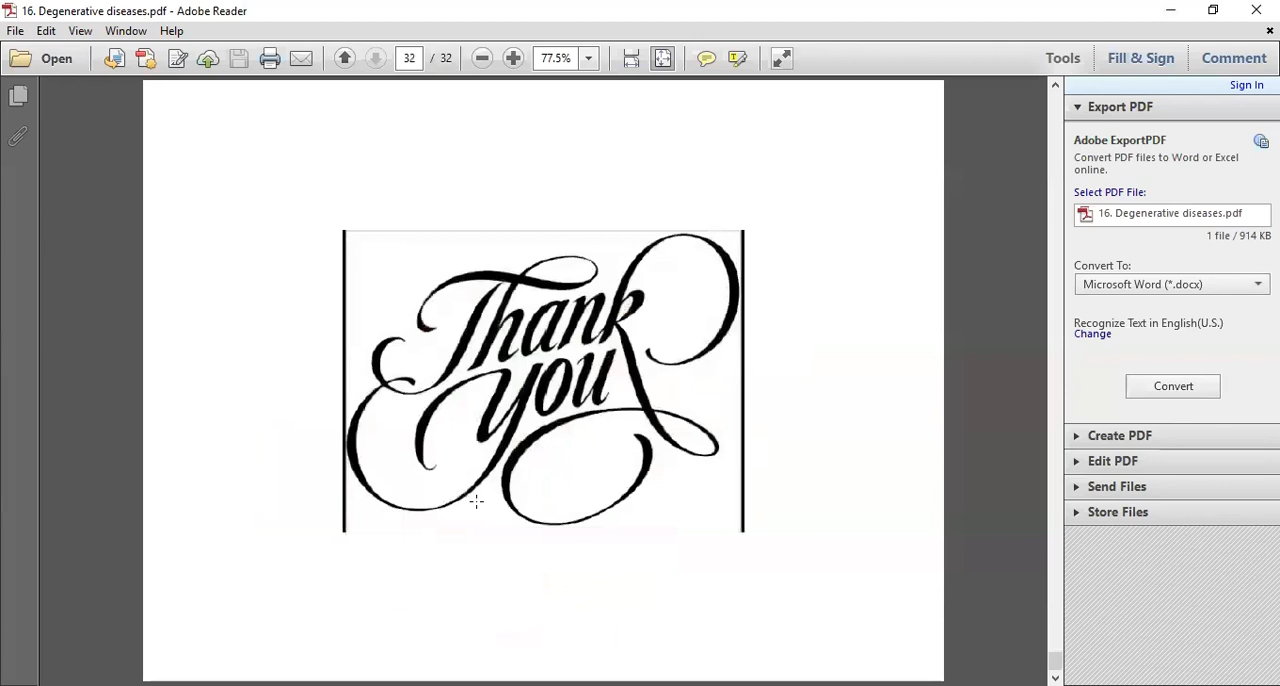 16. Degenerative diseases.pdf - Adobe Reader
File Edit View Window Help
Open 32 / 32 77.5% Tools Fill & Sign Comment
Sign In
Export PDF
Adobe ExportPDF
Convert PDF files to Word or Excel
online.
Select PDF File:
16. Degenerative diseases.pdf
1 file / 914 KB
Convert To:
Microsoft Word (*.docx)
Recognize Text in English(U.S.)
Change
Convert
Create PDF
Edit PDF
Send Files
Store Files
Thank
You